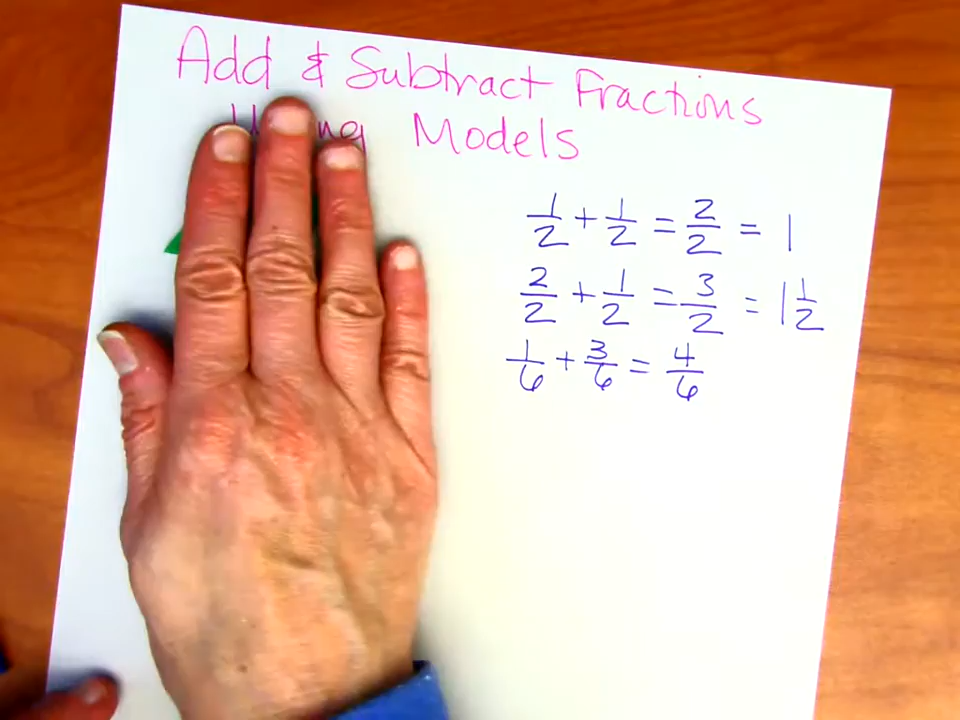 Add & Subtract Fractions
Models
1/2 + 1/2 = 2/2 = 1
2/2 + 1/2 = 3/2 = 1 1/2
1/6 + 3/6 = 4/6